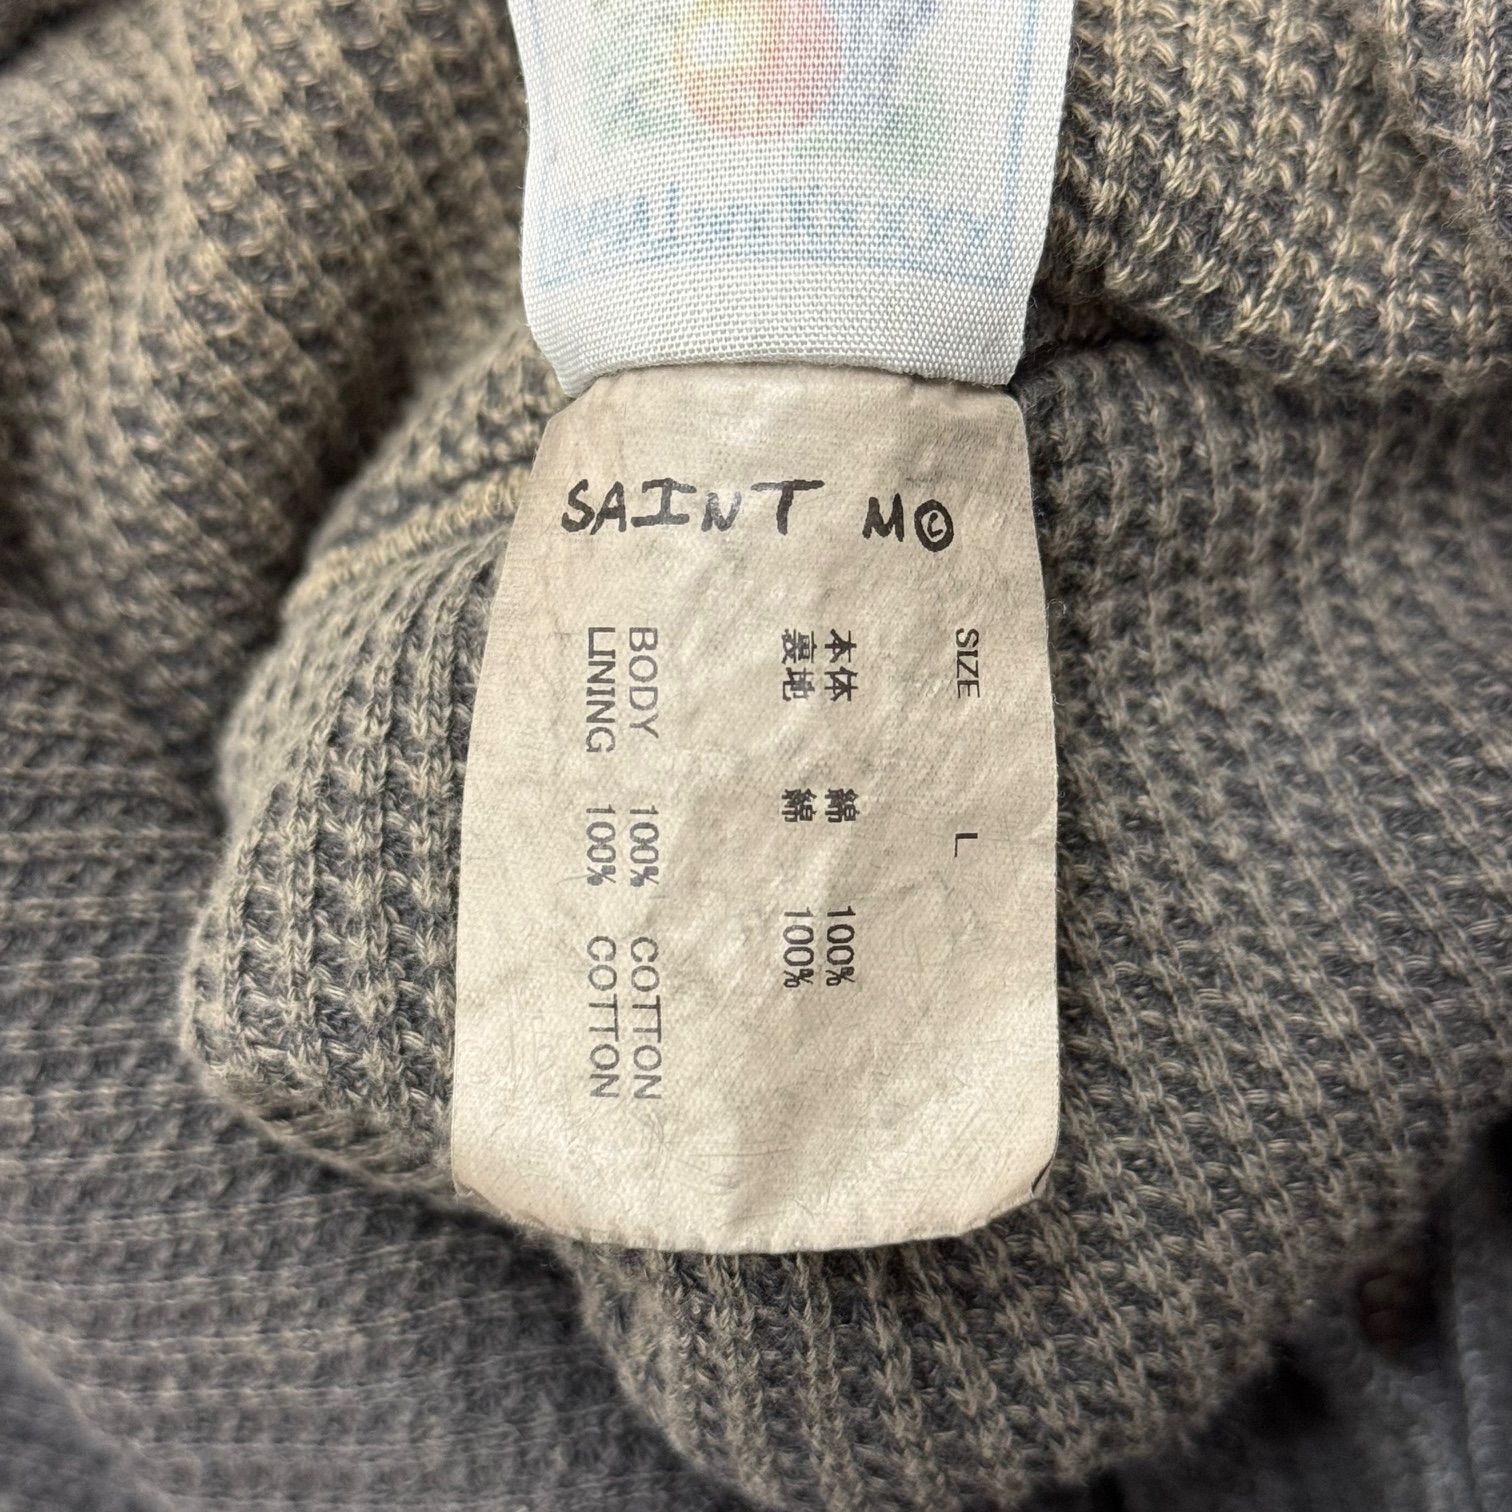 SAINT M©
SIZE L
本体 綿 100%
裏地 綿 100%
BODY 100% COTTON
LINING 100% COTTON